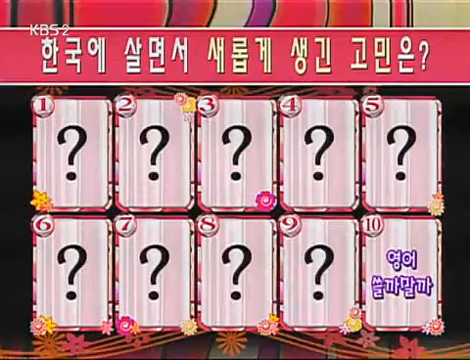 KBS2
한국에 살면서 새롭게 생긴 고민은?
1 2 3 4 5
? ? ? ? ?
6 7 8 9 10
? ? ? ? 영어
쓸까말까